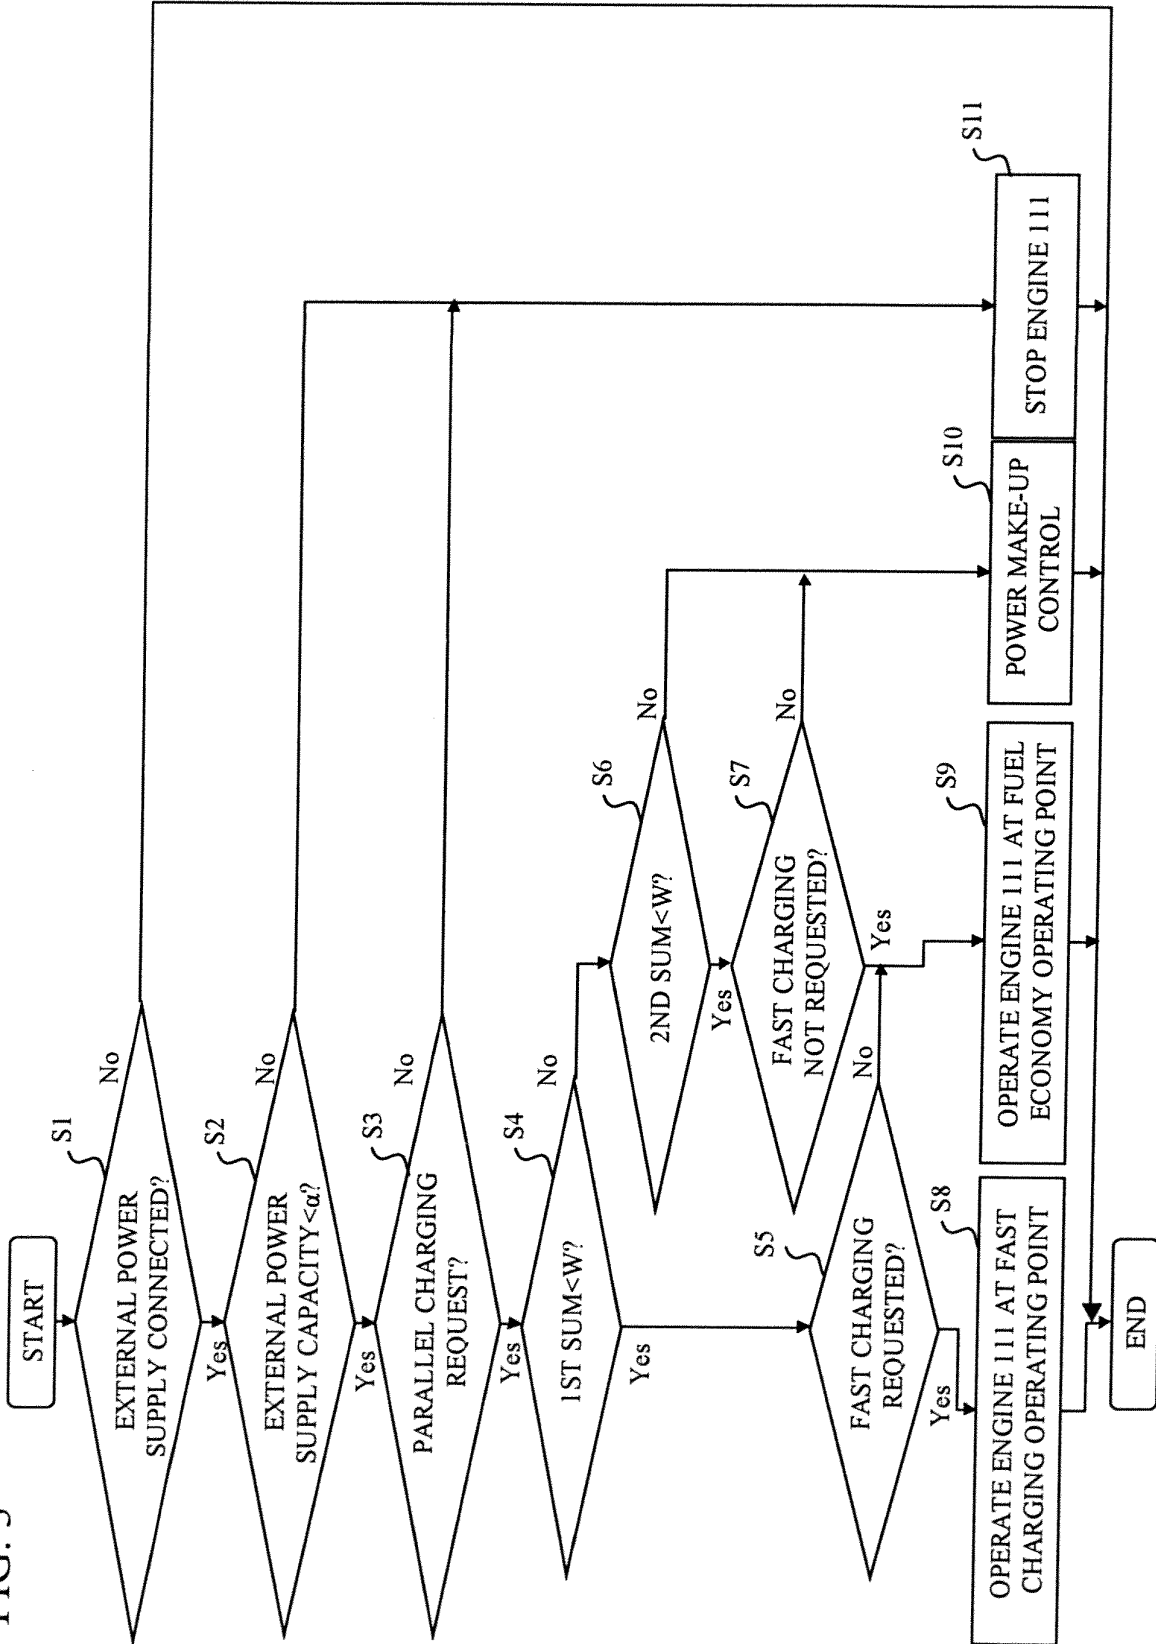 FIG. 5
START
S1
EXTERNAL POWER
SUPPLY CONNECTED?
No
Yes
S2
EXTERNAL POWER
SUPPLY CAPACITY<α?
No
Yes
S3
PARALLEL CHARGING
REQUEST?
No
Yes
S4
1ST SUM<W?
No
Yes
S6
2ND SUM<W?
No
Yes
S7
FAST CHARGING
NOT REQUESTED?
No
Yes
S5
FAST CHARGING
REQUESTED?
No
Yes
S8
OPERATE ENGINE 111 AT FAST
CHARGING OPERATING POINT
S9
OPERATE ENGINE 111 AT FUEL
ECONOMY OPERATING POINT
S10
POWER MAKE-UP
CONTROL
S11
STOP ENGINE 111
END